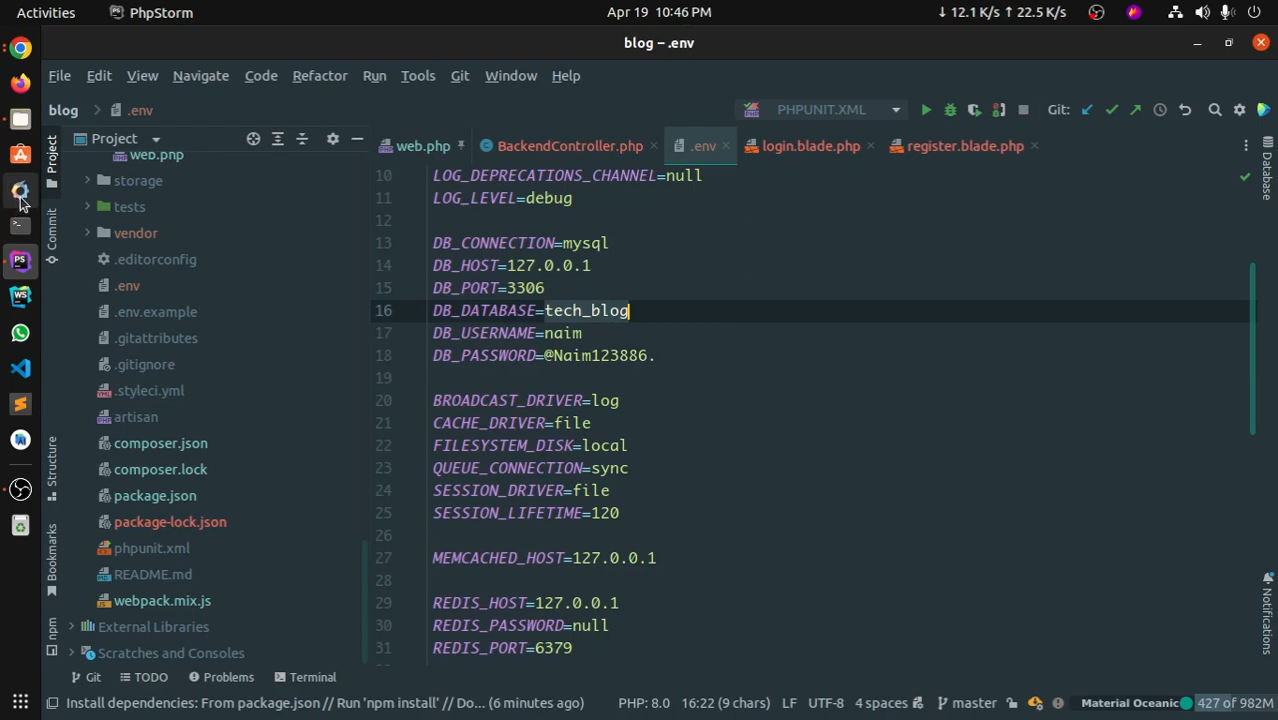 Activities PhpStorm Apr 19 10:46 PM ↓ 12.1 K/s ↑ 22.5 K/s
blog – .env
File Edit View Navigate Code Refactor Run Tools Git Window Help
blog .env PHPUNIT.XML Git:
Project web.php BackendController.php .env login.blade.php register.blade.php
web.php
storage
tests
vendor
.editorconfig
.env
.env.example
.gitattributes
.gitignore
.styleci.yml
artisan
composer.json
composer.lock
package.json
package-lock.json
phpunit.xml
README.md
webpack.mix.js
External Libraries
Scratches and Consoles
10 LOG_DEPRECATIONS_CHANNEL=null
11 LOG_LEVEL=debug
12
13 DB_CONNECTION=mysql
14 DB_HOST=127.0.0.1
15 DB_PORT=3306
16 DB_DATABASE=tech_blog
17 DB_USERNAME=naim
18 DB_PASSWORD=@Naim123886.
19
20 BROADCAST_DRIVER=log
21 CACHE_DRIVER=file
22 FILESYSTEM_DISK=local
23 QUEUE_CONNECTION=sync
24 SESSION_DRIVER=file
25 SESSION_LIFETIME=120
26
27 MEMCACHED_HOST=127.0.0.1
28
29 REDIS_HOST=127.0.0.1
30 REDIS_PASSWORD=null
31 REDIS_PORT=6379
Project
Commit
Structure
Bookmarks
npm
Databases
Notifications
PS
WS
Git TODO Problems Terminal
Install dependencies: From package.json // Run 'npm install' // Do... (6 minutes ago) PHP: 8.0 16:22 (9 chars) LF UTF-8 4 spaces master Material Oceanic 427 of 982M